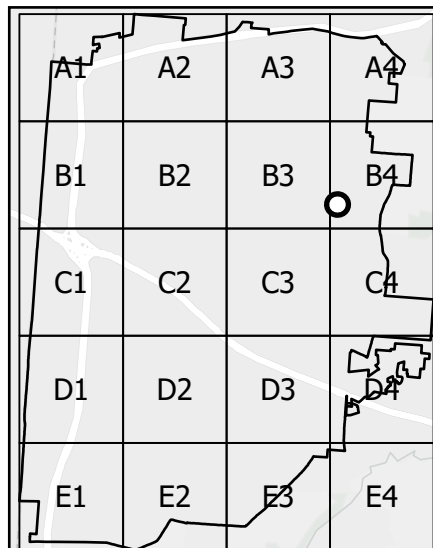 A1 A2 A3 A4
B1 B2 B3 B4
C1 C2 C3 C4
D1 D2 D3 D4
E1 E2 E3 E4